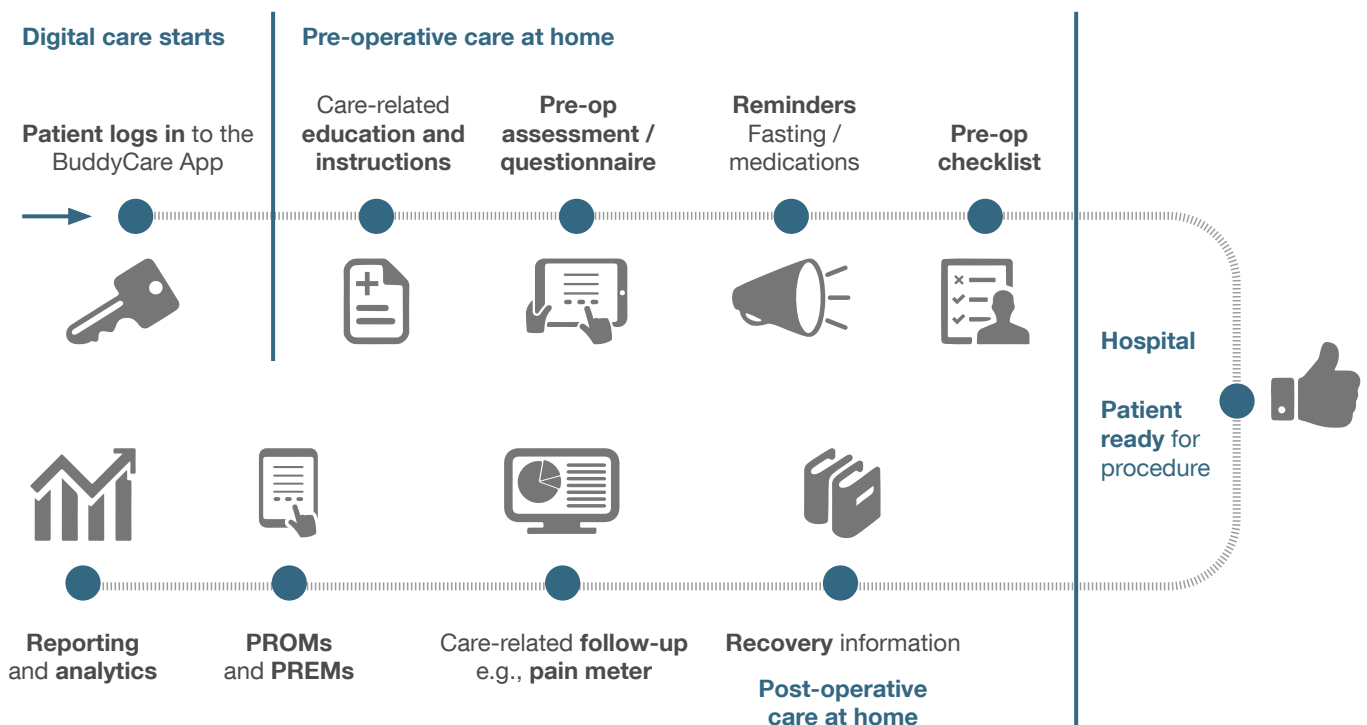 Digital care starts
Pre-operative care at home
Patient logs in to the
BuddyCare App
Care-related
education and
instructions
Pre-op
assessment /
questionnaire
Reminders
Fasting /
medications
Pre-op
checklist
Hospital
Patient
ready for
procedure
Recovery information
Post-operative
care at home
Care-related follow-up
e.g., pain meter
PROMs
and PREMs
Reporting
and analytics